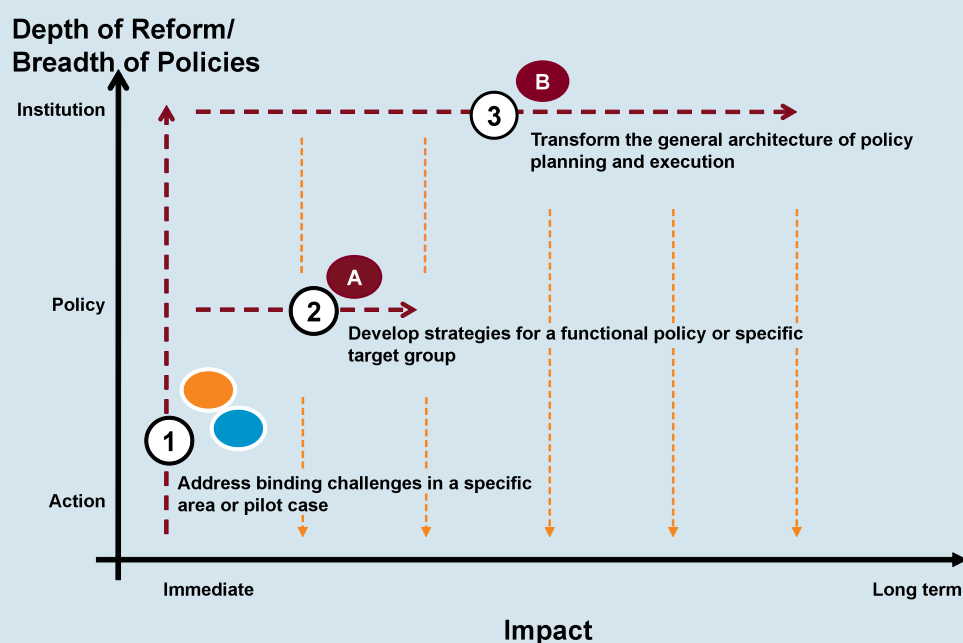 Depth of Reform/
Breadth of Policies
Institution
B
3
Transform the general architecture of policy
planning and execution
A
Policy
2
Develop strategies for a functional policy or specific
target group
1
Address binding challenges in a specific
area or pilot case
Action
Immediate
Long term
Impact